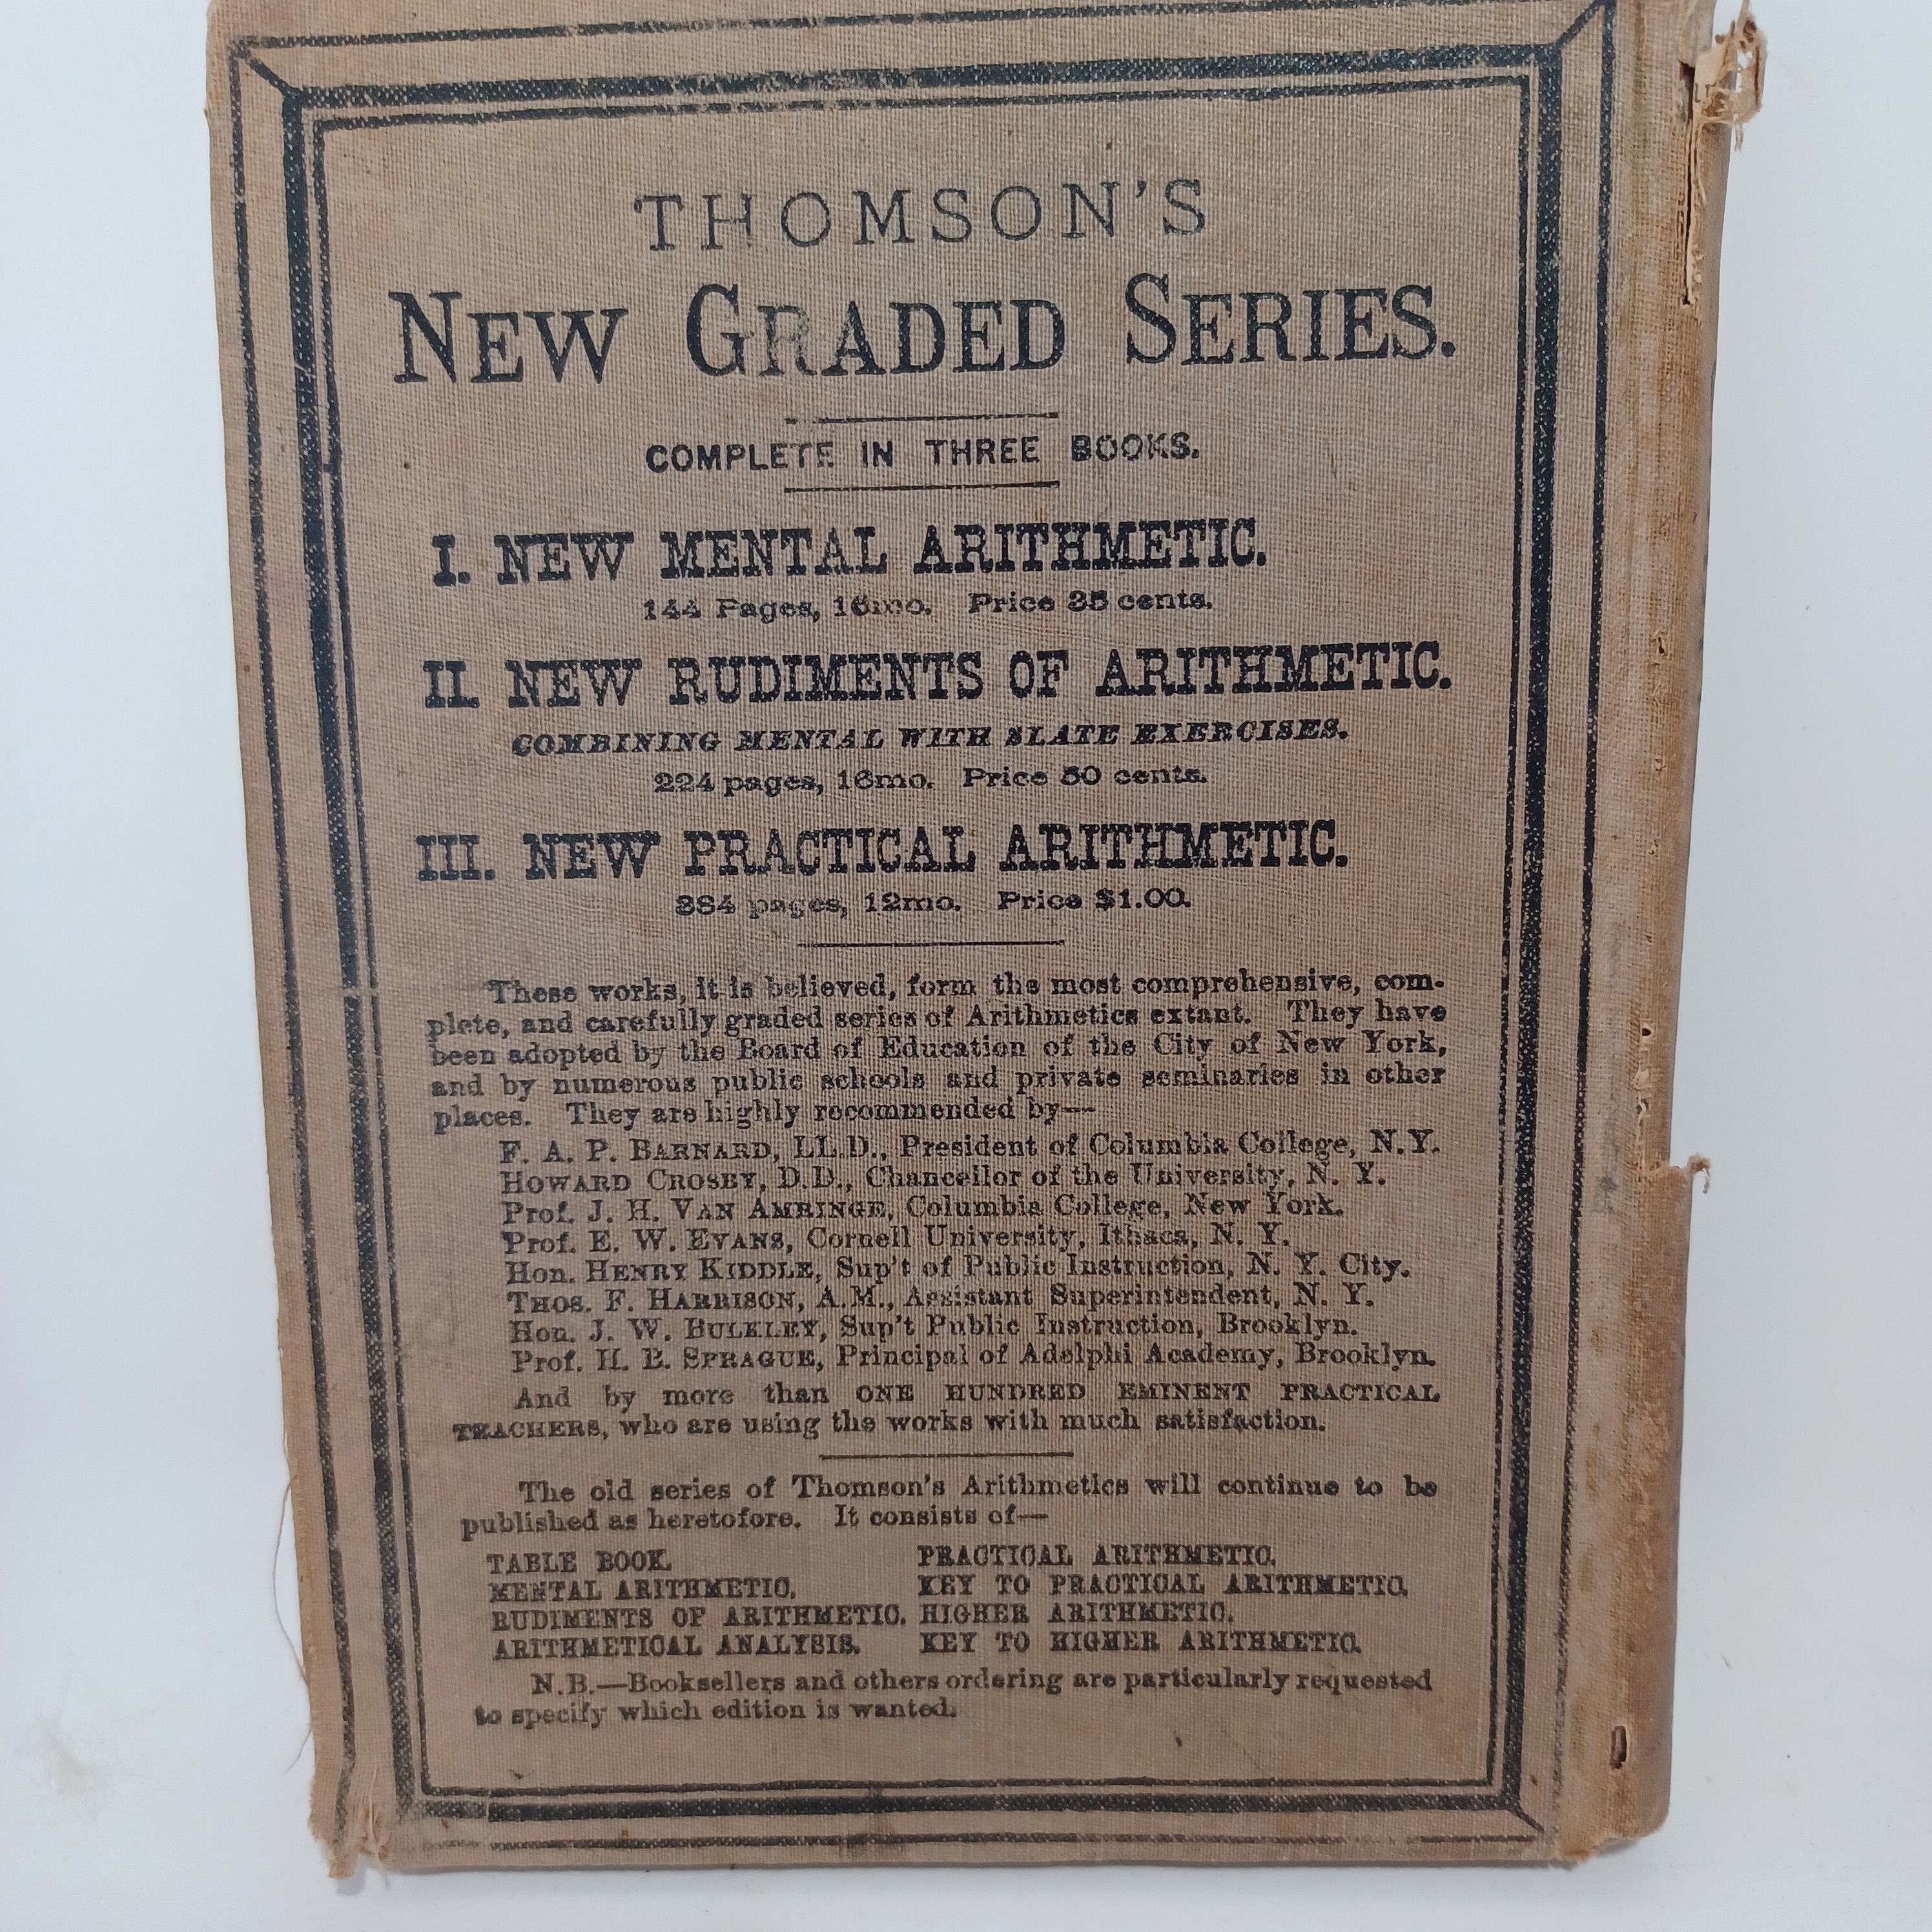 THOMSON'S
NEW GRADED SERIES.
COMPLETE IN THREE BOOKS.
I. NEW MENTAL ARITHMETIC.
144 Pages, 16mo. Price 35 cents.
II. NEW RUDIMENTS OF ARITHMETIC.
COMBINING MENTAL WITH SLATE EXERCISES.
224 pages, 16mo. Price 50 cents.
III. NEW PRACTICAL ARITHMETIC.
384 pages, 12mo. Price $1.00.
These works, it is believed, form the most comprehensive, com-
plete, and carefully graded series of Arithmetics extant. They have
been adopted by the Board of Education of the City of New York,
and by numerous public schools and private seminaries in other
places. They are highly recommended by—
F. A. P. BARNARD, LL.D., President of Columbia College, N.Y.
HOWARD CROSBY, D.D., Chancellor of the University, N. Y.
Prof. J. H. VAN AMRINGE, Columbia College, New York.
Prof. E. W. EVANS, Cornell University, Ithaca, N. Y.
Hon. HENRY KIDDLE, Sup't of Public Instruction, N. Y. City.
THOS. F. HARRISON, A.M., Assistant Superintendent, N. Y.
Hon. J. W. BULKLEY, Sup't Public Instruction, Brooklyn.
Prof. H. B. SPRAGUE, Principal of Adelphi Academy, Brooklyn.
And by more than ONE HUNDRED EMINENT PRACTICAL
TEACHERS, who are using the works with much satisfaction.
The old series of Thomson's Arithmetics will continue to be
published as heretofore. It consists of—
TABLE BOOK. PRACTICAL ARITHMETIC.
MENTAL ARITHMETIC. KEY TO PRACTICAL ARITHMETIC.
RUDIMENTS OF ARITHMETIC. HIGHER ARITHMETIC.
ARITHMETICAL ANALYSIS. KEY TO HIGHER ARITHMETIC.
N.B.—Booksellers and others ordering are particularly requested
to specify which edition is wanted.